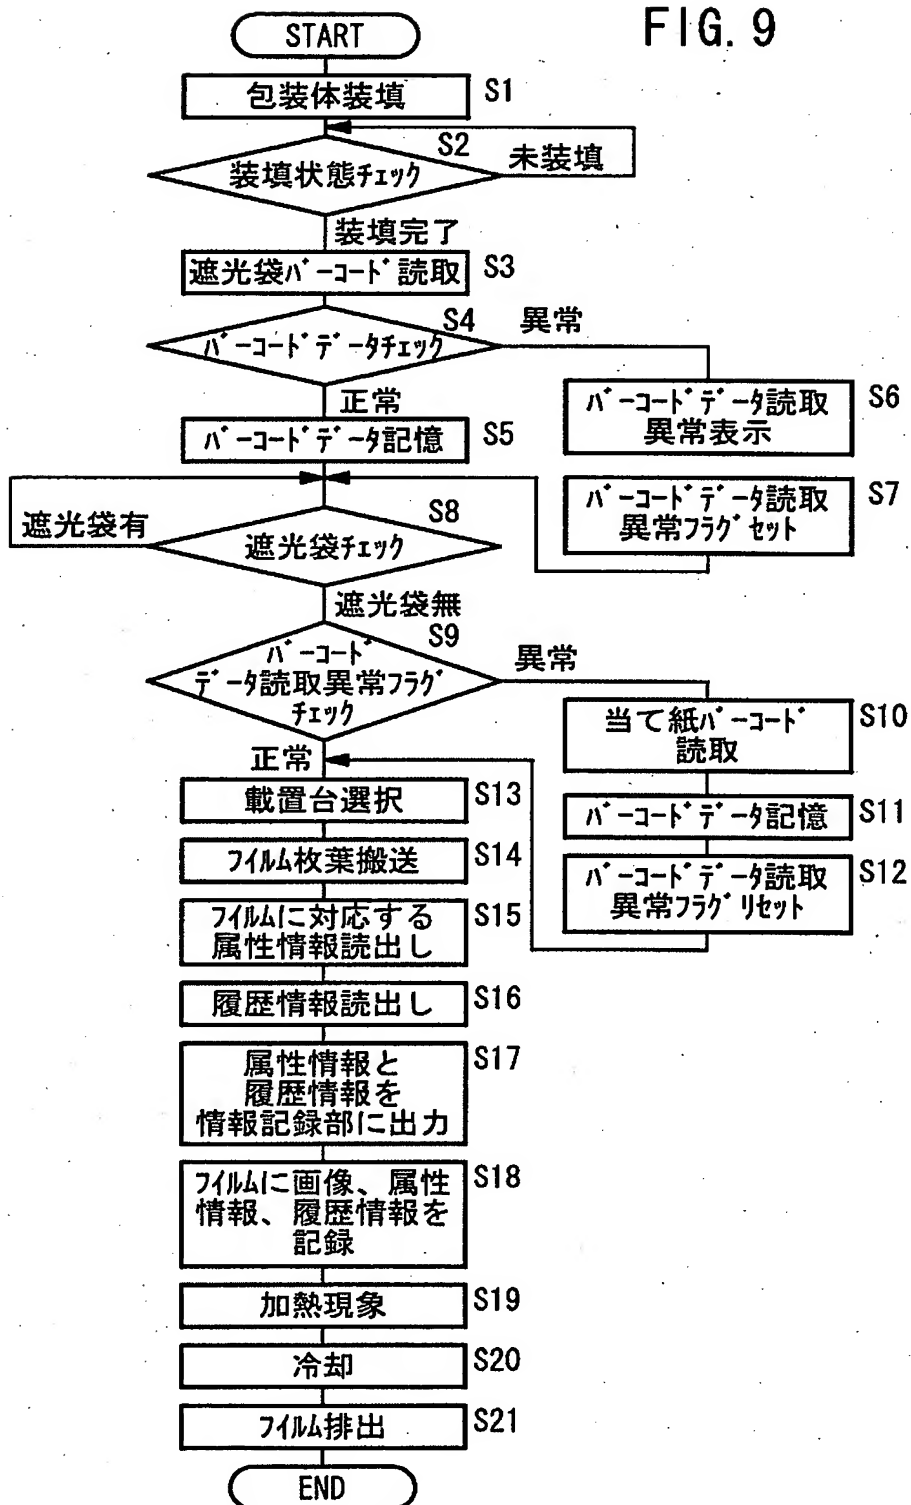 FIG. 9
START
包装体装填 S1
S2
装填状態チェック 未装填
装填完了
遮光袋バーコード読取 S3
S4 異常
バーコードデータチェック
正常
バーコードデータ読取 S6
異常表示
バーコードデータ記憶 S5
バーコードデータ読取 S7
異常フラグセット
S8
遮光袋有
遮光袋チェック
遮光袋無
S9
バーコード
データ読取異常フラグ
チェック
異常
当て紙バーコード S10
読取
正常
載置台選択 S13
バーコードデータ記憶 S11
フイルム枚葉搬送 S14
バーコードデータ読取 S12
異常フラグリセット
フイルムに対応する S15
属性情報読出し
履歴情報読出し S16
属性情報と S17
履歴情報を
情報記録部に出力
フイルムに画像、属性 S18
情報、履歴情報を
記録
加熱現象 S19
冷却 S20
フイルム排出 S21
END